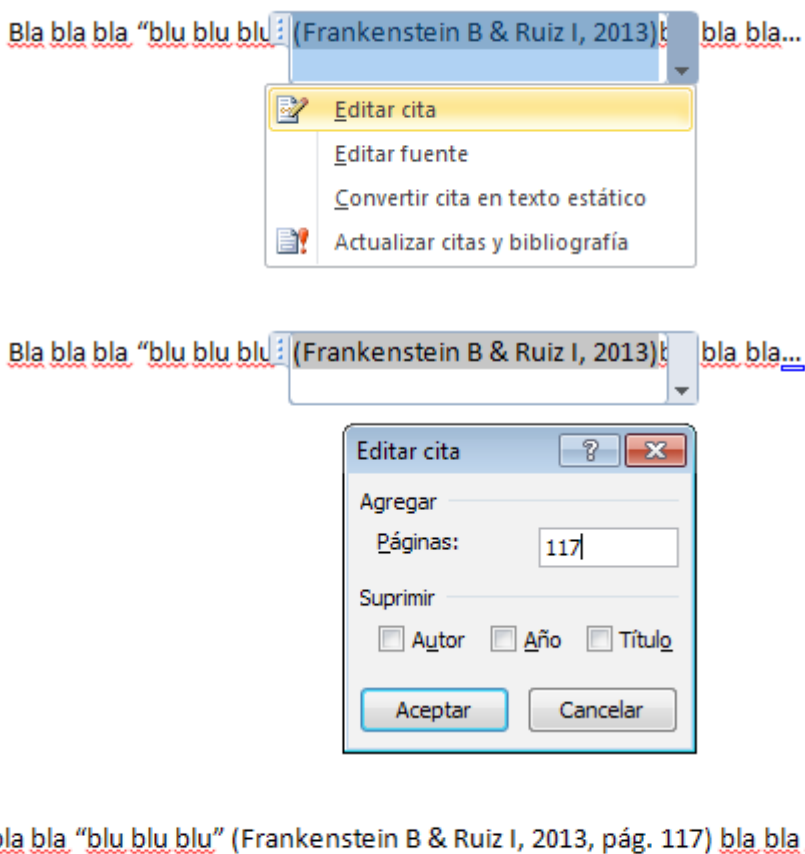 Bla bla bla “blu blu blu (Frankenstein B & Ruiz I, 2013) bla bla...
Editar cita
Editar fuente
Convertir cita en texto estático
Actualizar citas y bibliografía
Bla bla bla “blu blu blu (Frankenstein B & Ruiz I, 2013) bla bla...
Editar cita
Agregar
Páginas: 117
Suprimir
Autor Año Título
Aceptar Cancelar
bla bla “blu blu blu” (Frankenstein B & Ruiz I, 2013, pág. 117) bla bla